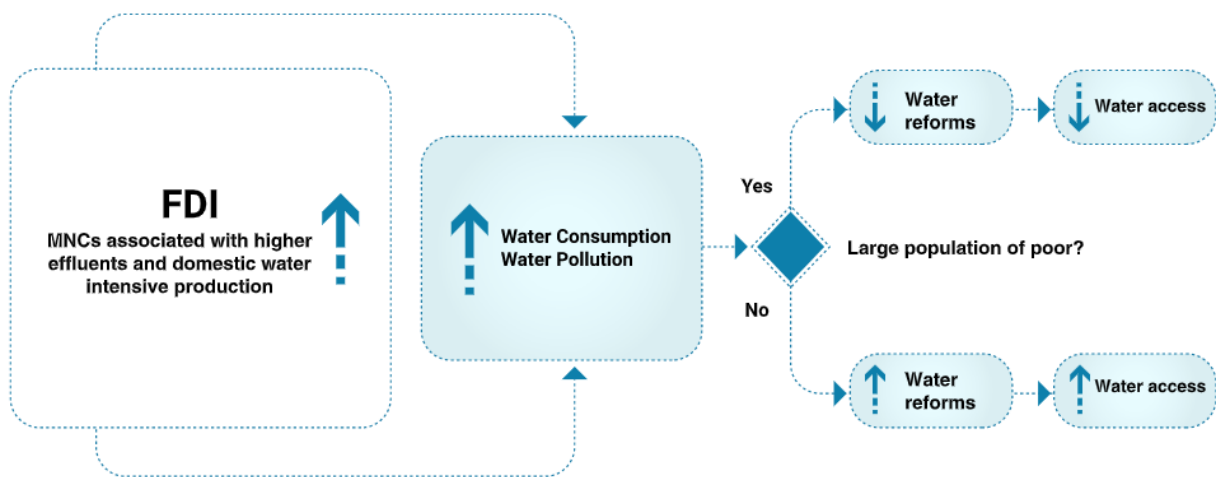 FDI
MNCs associated with higher
effluents and domestic water
intensive production
Water Consumption
Water Pollution
Yes
Large population of poor?
No
Water
reforms
Water access
Water
reforms
Water access